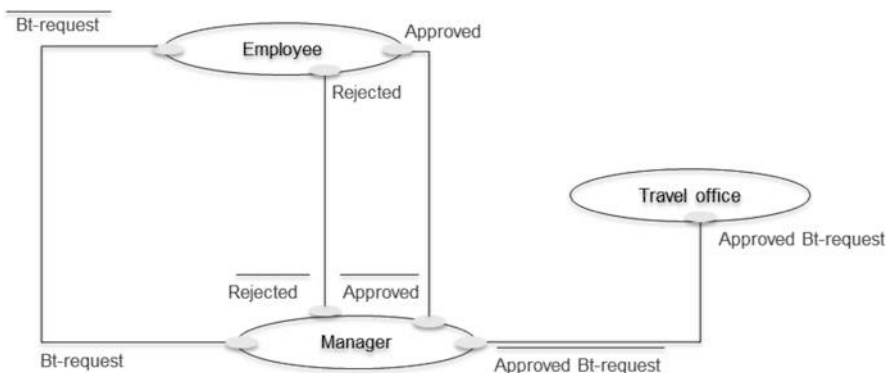 Bt-request
Employee
Approved
Rejected
Travel office
Approved Bt-request
Rejected
Approved
Manager
Bt-request
Approved Bt-request